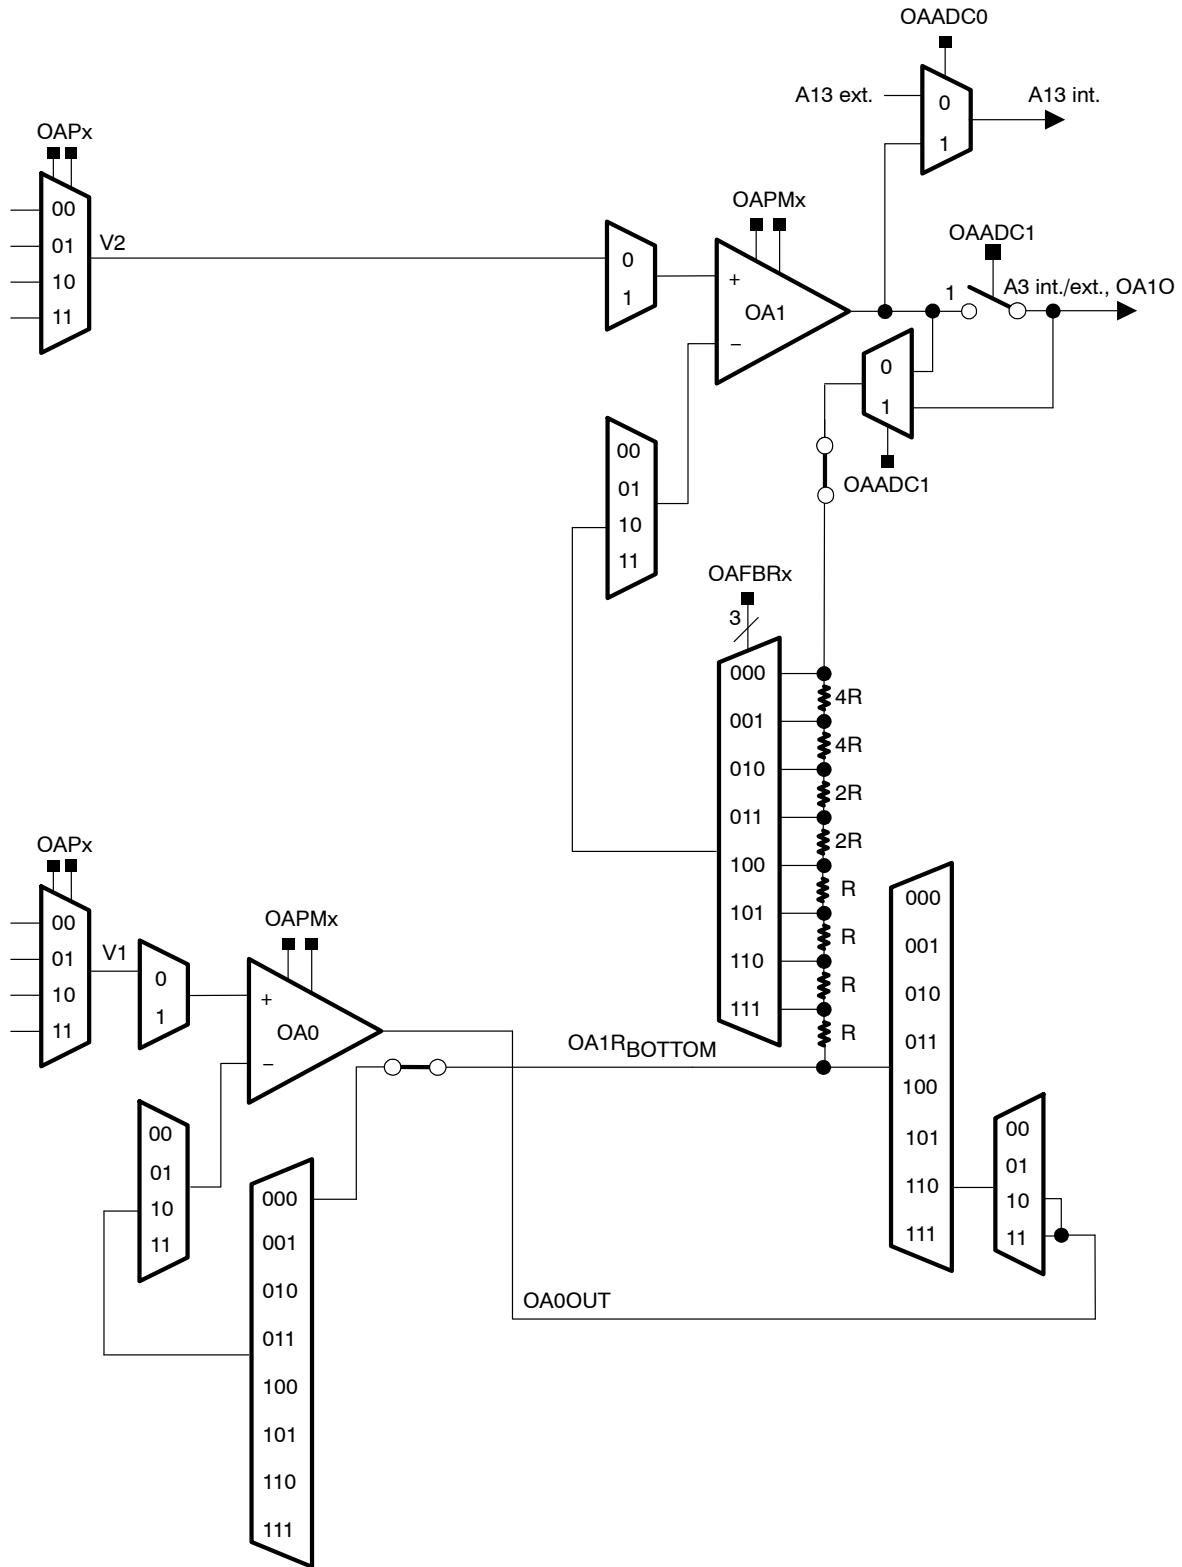 OAADC0
A13 ext.
0
A13 int.
1
OAPx
00
01
10
11
V2
OAPMx
0
1
+
OA1
−
OAADC1
1
A3 int./ext., OA1O
0
1
OAADC1
00
01
10
11
OAFBRx
3
000
001
010
011
100
101
110
111
4R
4R
2R
2R
R
R
R
R
OAPx
00
01
10
11
V1
0
1
OAPMx
+
OA0
−
OA1RBOTTOM
000
001
010
011
100
101
110
111
00
01
10
11
00
01
10
11
000
001
010
011
100
101
110
111
OA0OUT